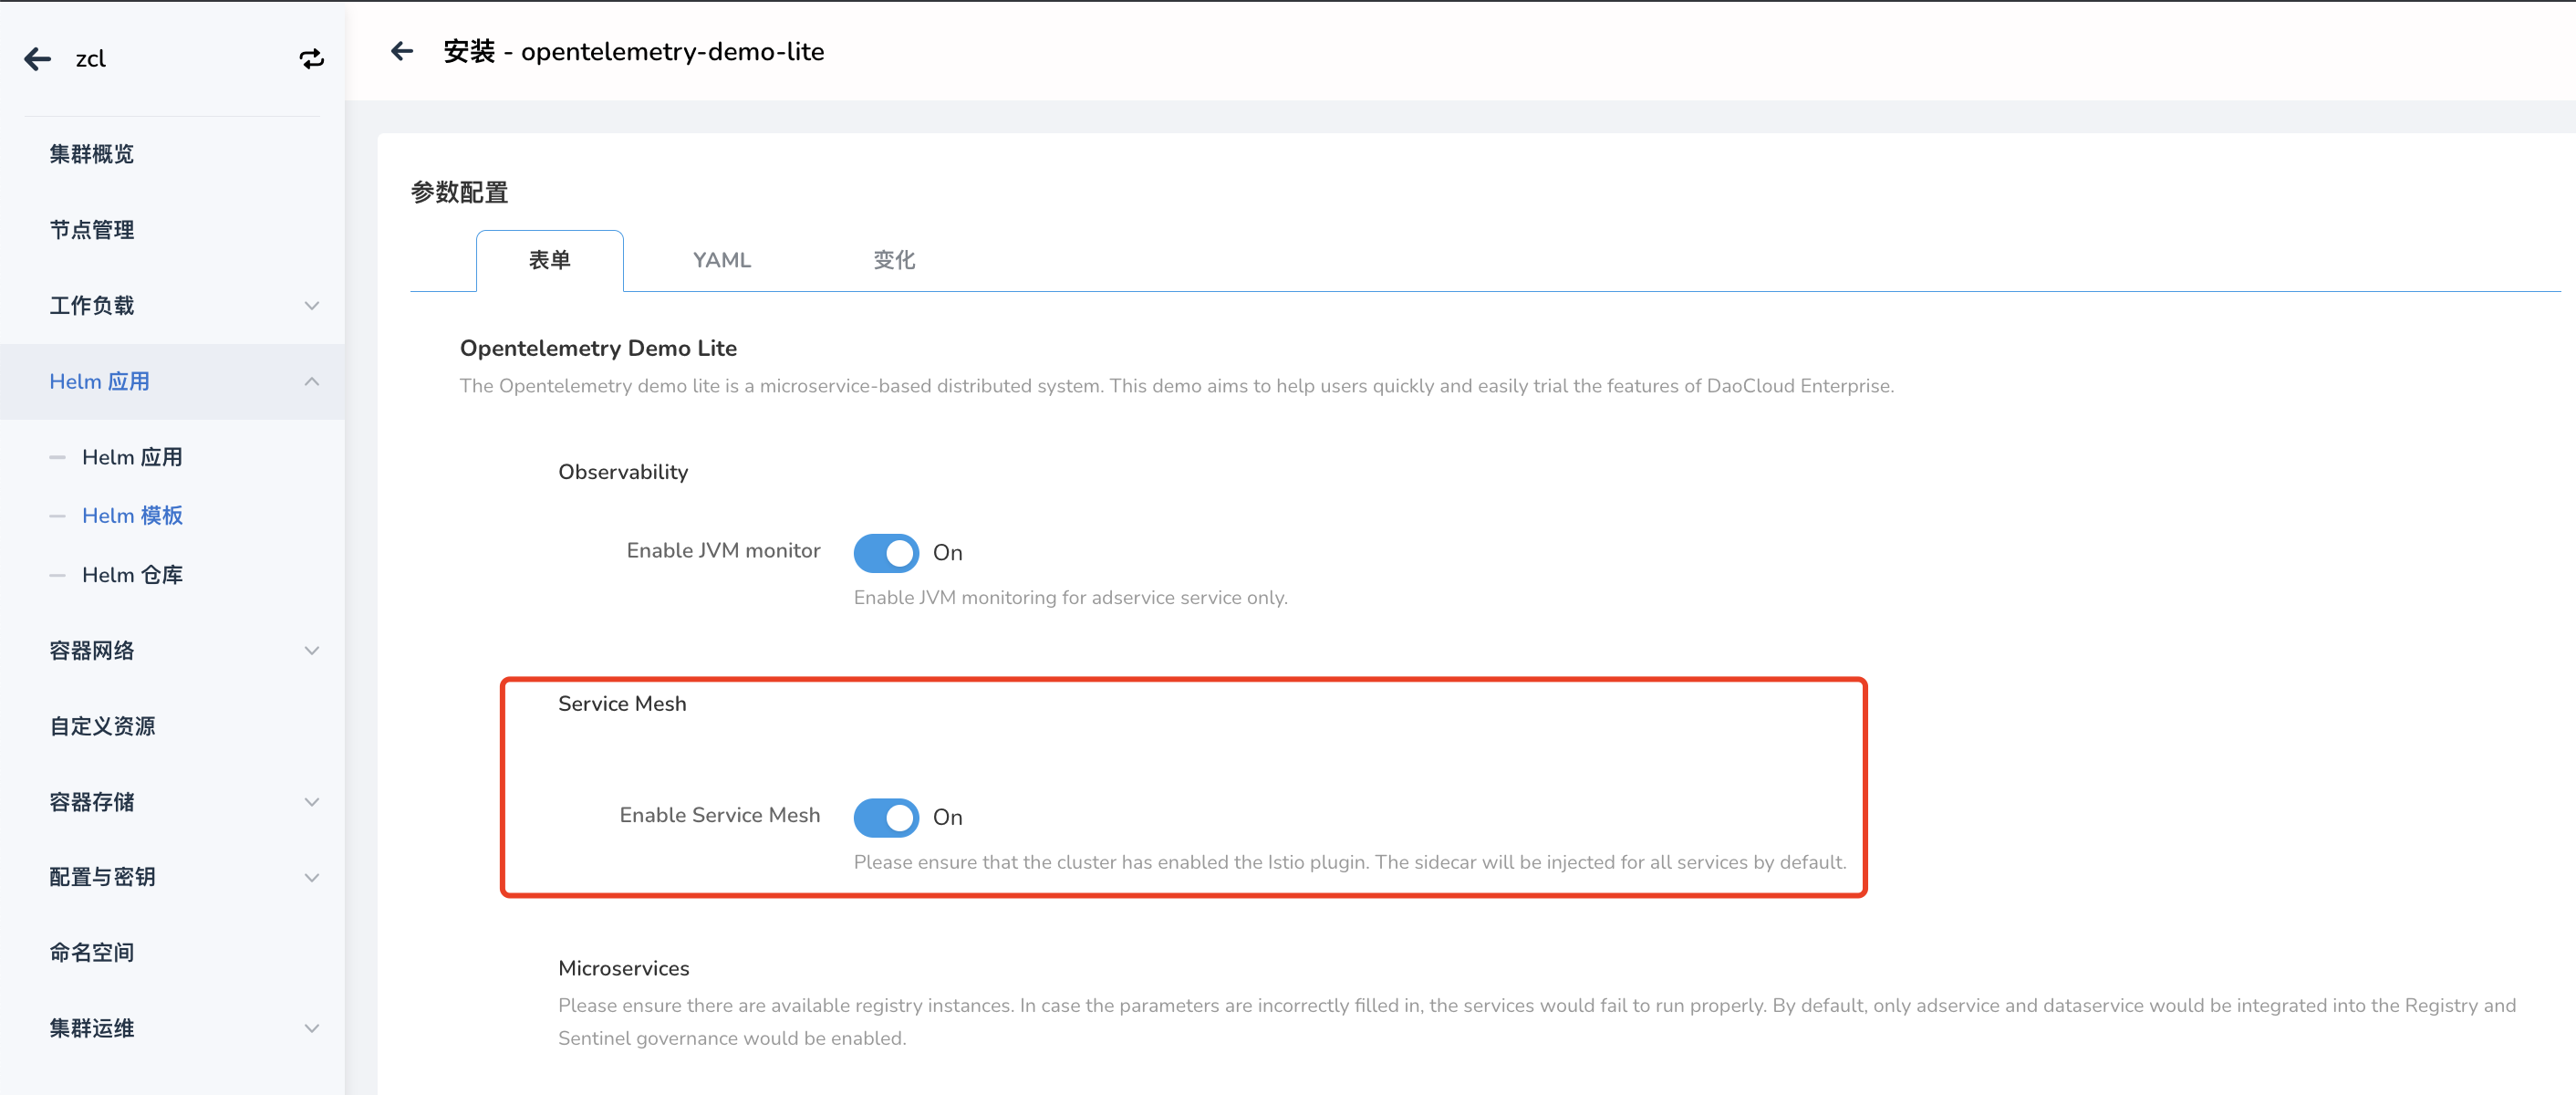 zcl
集群概览
节点管理
工作负载
Helm 应用
Helm 应用
Helm 模板
Helm 仓库
容器网络
自定义资源
容器存储
配置与密钥
命名空间
集群运维
安装 - opentelemetry-demo-lite
参数配置
表单 YAML 变化
Opentelemetry Demo Lite
The Opentelemetry demo lite is a microservice-based distributed system. This demo aims to help users quickly and easily trial the features of DaoCloud Enterprise.
Observability
Enable JVM monitor On
Enable JVM monitoring for adservice service only.
Service Mesh
Enable Service Mesh On
Please ensure that the cluster has enabled the Istio plugin. The sidecar will be injected for all services by default.
Microservices
Please ensure there are available registry instances. In case the parameters are incorrectly filled in, the services would fail to run properly. By default, only adservice and dataservice would be integrated into the Registry and
Sentinel governance would be enabled.